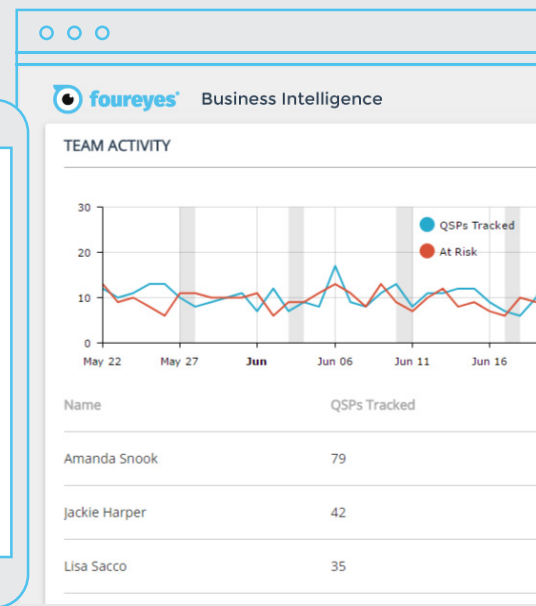 foureyes® Business Intelligence
TEAM ACTIVITY
30
20
10
0
QSPs Tracked
At Risk
May 22 May 27 Jun Jun 06 Jun 11 Jun 16
Name QSPs Tracked
Amanda Snook 79
Jackie Harper 42
Lisa Sacco 35